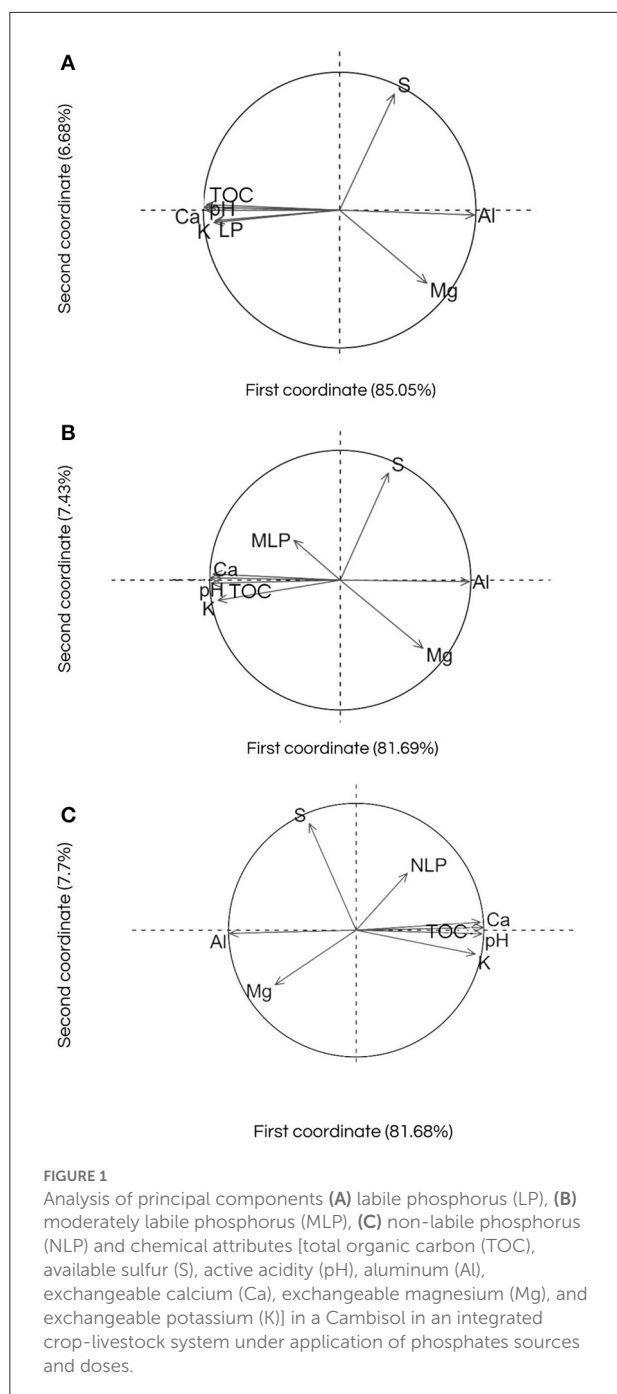 A
Second coordinate (6.68%)
S
TOC
pH
Ca
K LP
Al
Mg
First coordinate (85.05%)
B
Second coordinate (7.43%)
S
MLP
Ca
pH TOC
K
Al
Mg
First coordinate (81.69%)
C
Second coordinate (7.7%)
S
NLP
Ca
TOC
pH
Al
K
Mg
First coordinate (81.68%)
FIGURE 1
Analysis of principal components (A) labile phosphorus (LP), (B)
moderately labile phosphorus (MLP), (C) non-labile phosphorus
(NLP) and chemical attributes [total organic carbon (TOC),
available sulfur (S), active acidity (pH), aluminum (Al),
exchangeable calcium (Ca), exchangeable magnesium (Mg), and
exchangeable potassium (K)] in a Cambisol in an integrated
crop-livestock system under application of phosphates sources
and doses.